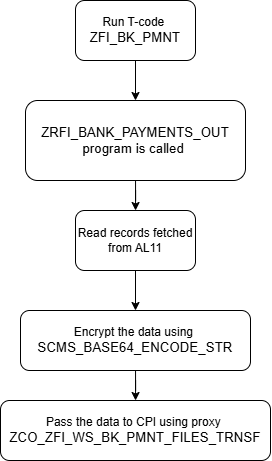 Run T-code
ZFI_BK_PMNT
ZRFI_BANK_PAYMENTS_OUT
program is called
Read records fetched
from AL11
Encrypt the data using
SCMS_BASE64_ENCODE_STR
Pass the data to CPI using proxy
ZCO_ZFI_WS_BK_PMNT_FILES_TRNSF